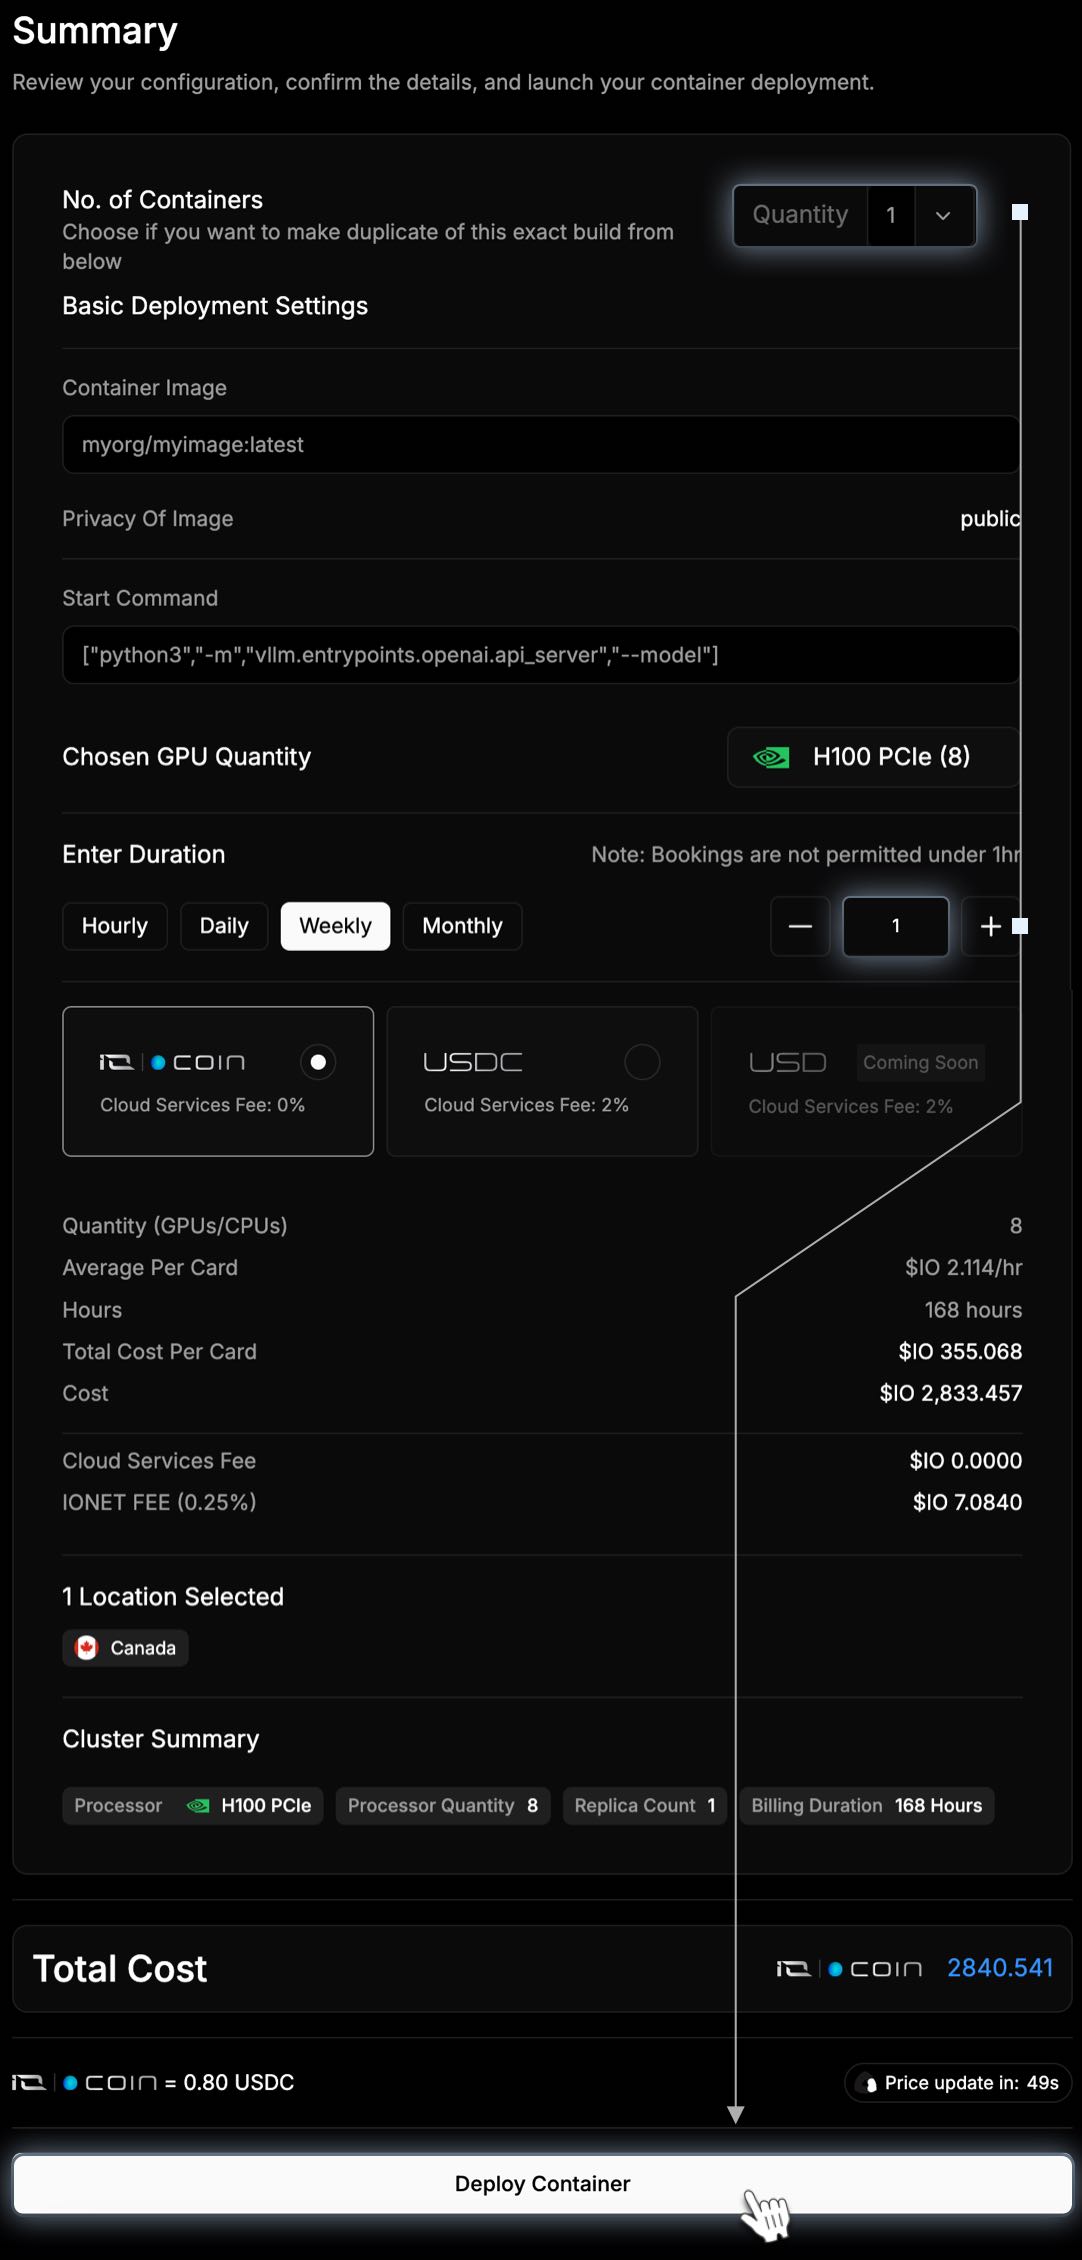 Summary
Review your configuration, confirm the details, and launch your container deployment.
No. of Containers
Choose if you want to make duplicate of this exact build from
below
Quantity 1
Basic Deployment Settings
Container Image
myorg/myimage:latest
Privacy Of Image public
Start Command
["python3","-m","vllm.entrypoints.openai.api_server","--model"]
Chosen GPU Quantity H100 PCIe (8)
Enter Duration Note: Bookings are not permitted under 1hr
Hourly Daily Weekly Monthly — 1 +
IO COIN USDC USD Coming Soon
Cloud Services Fee: 0% Cloud Services Fee: 2% Cloud Services Fee: 2%
Quantity (GPUs/CPUs) 8
Average Per Card $IO 2.114/hr
Hours 168 hours
Total Cost Per Card $IO 355.068
Cost $IO 2,833.457
Cloud Services Fee $IO 0.0000
IONET FEE (0.25%) $IO 7.0840
1 Location Selected
Canada
Cluster Summary
Processor H100 PCIe Processor Quantity 8 Replica Count 1 Billing Duration 168 Hours
Total Cost IO COIN 2840.541
IO COIN = 0.80 USDC Price update in: 49s
Deploy Container